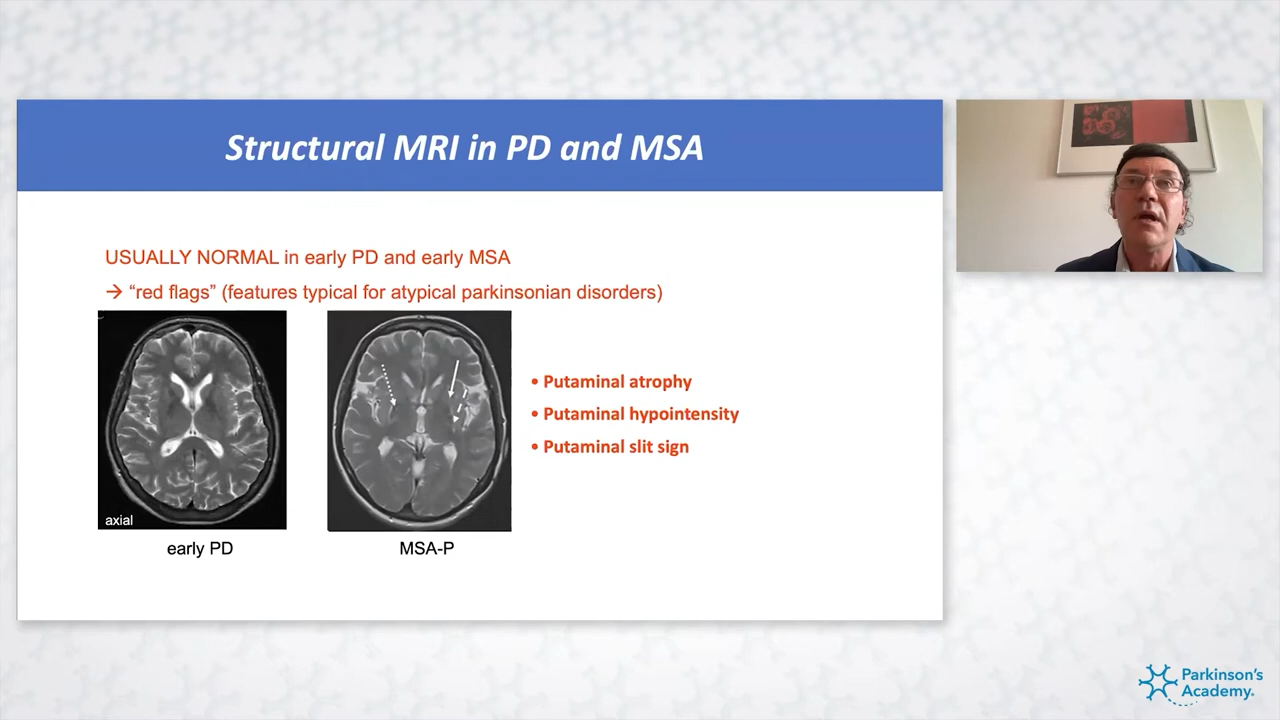 Structural MRI in PD and MSA
USUALLY NORMAL in early PD and early MSA
→ “red flags” (features typical for atypical parkinsonian disorders)
• Putaminal atrophy
• Putaminal hypointensity
• Putaminal slit sign
axial
early PD
MSA-P
Parkinson's
Academy.